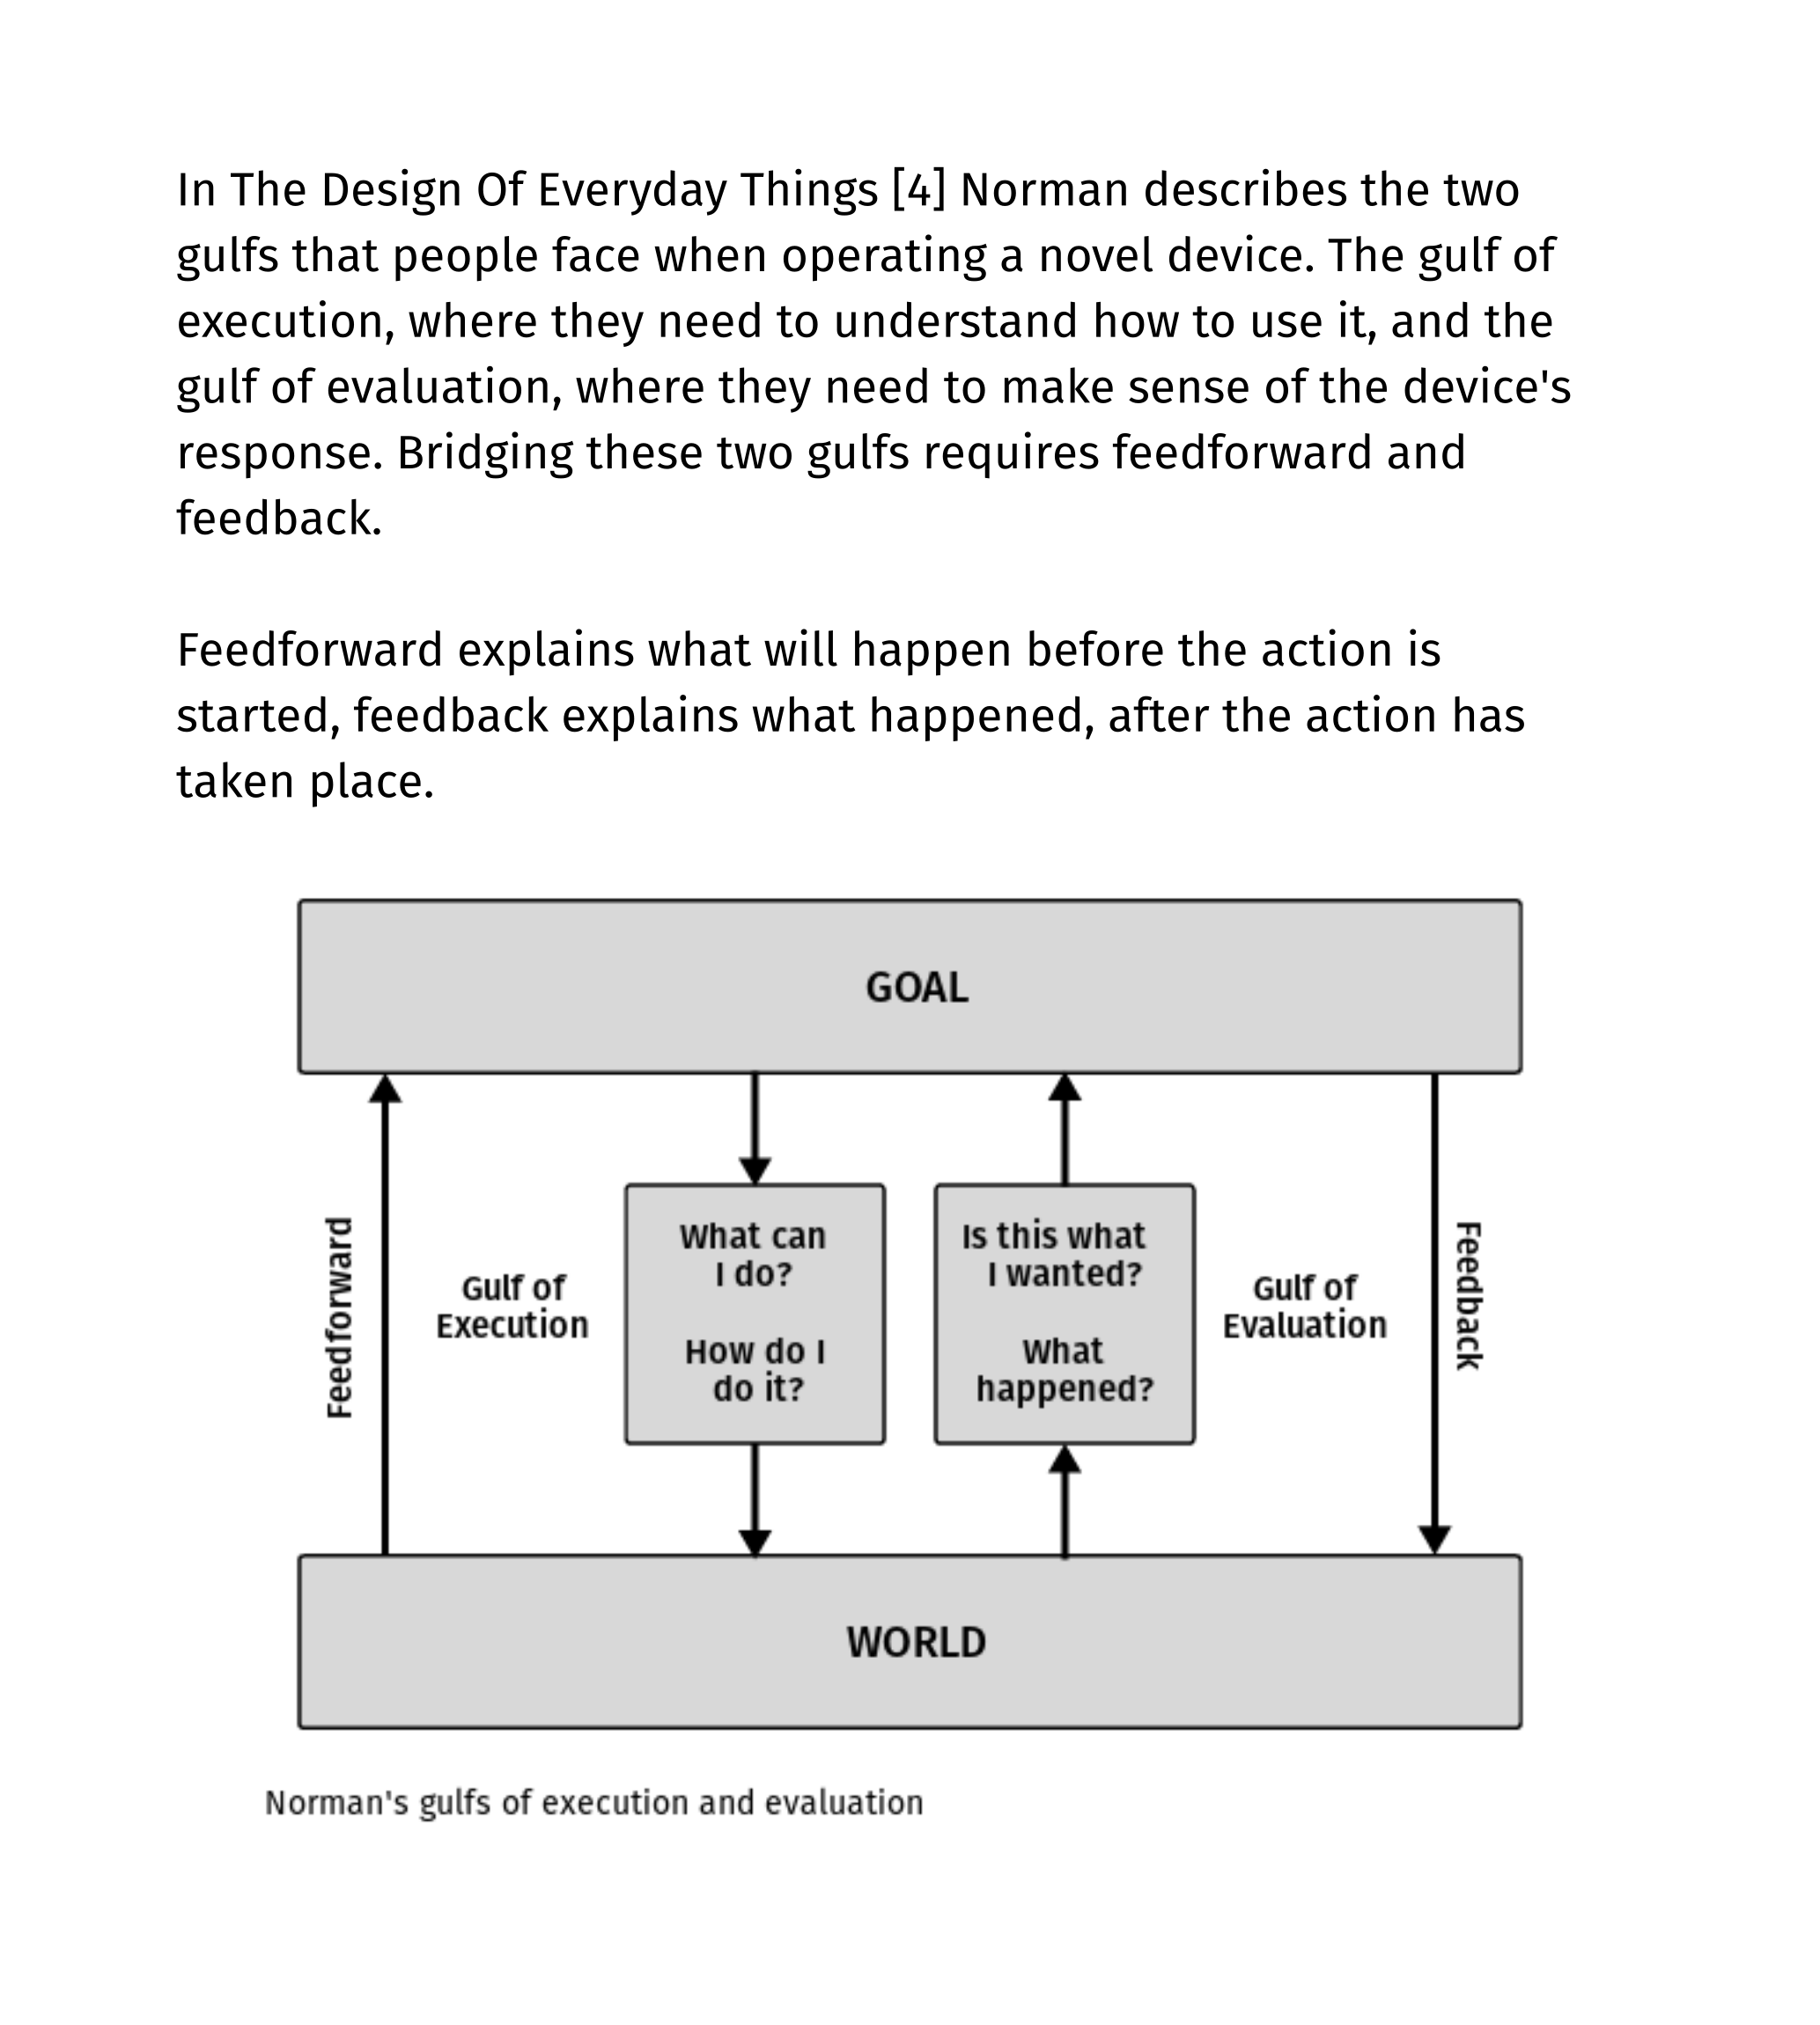 In The Design Of Everyday Things [4] Norman describes the two
gulfs that people face when operating a novel device. The gulf of
execution, where they need to understand how to use it, and the
gulf of evaluation, where they need to make sense of the device's
response. Bridging these two gulfs requires feedforward and
feedback.
Feedforward explains what will happen before the action is
started, feedback explains what happened, after the action has
taken place.
GOAL
Feedforward
Gulf of
Execution
What can
I do?
How do I
do it?
Is this what
I wanted?
What
happened?
Gulf of
Evaluation
Feedback
WORLD
Norman's gulfs of execution and evaluation